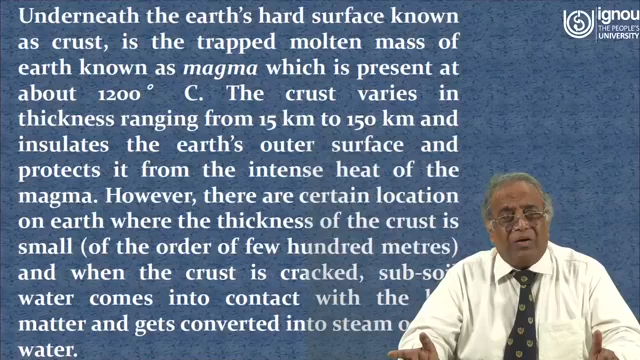 Underneath the earth's hard surface known
as crust, is the trapped molten mass of
earth known as magma which is present at
about 1200° C. The crust varies in
thickness ranging from 15 km to 150 km and
insulates the earth's outer surface and
protects it from the intense heat of the
magma. However, there are certain location
on earth where the thickness of the crust is
small (of the order of few hundred metres)
and when the crust is cracked, sub-soil
water comes into contact with the
matter and gets converted into steam
water.
ignou
THE PEOPLE'S
UNIVERSITY